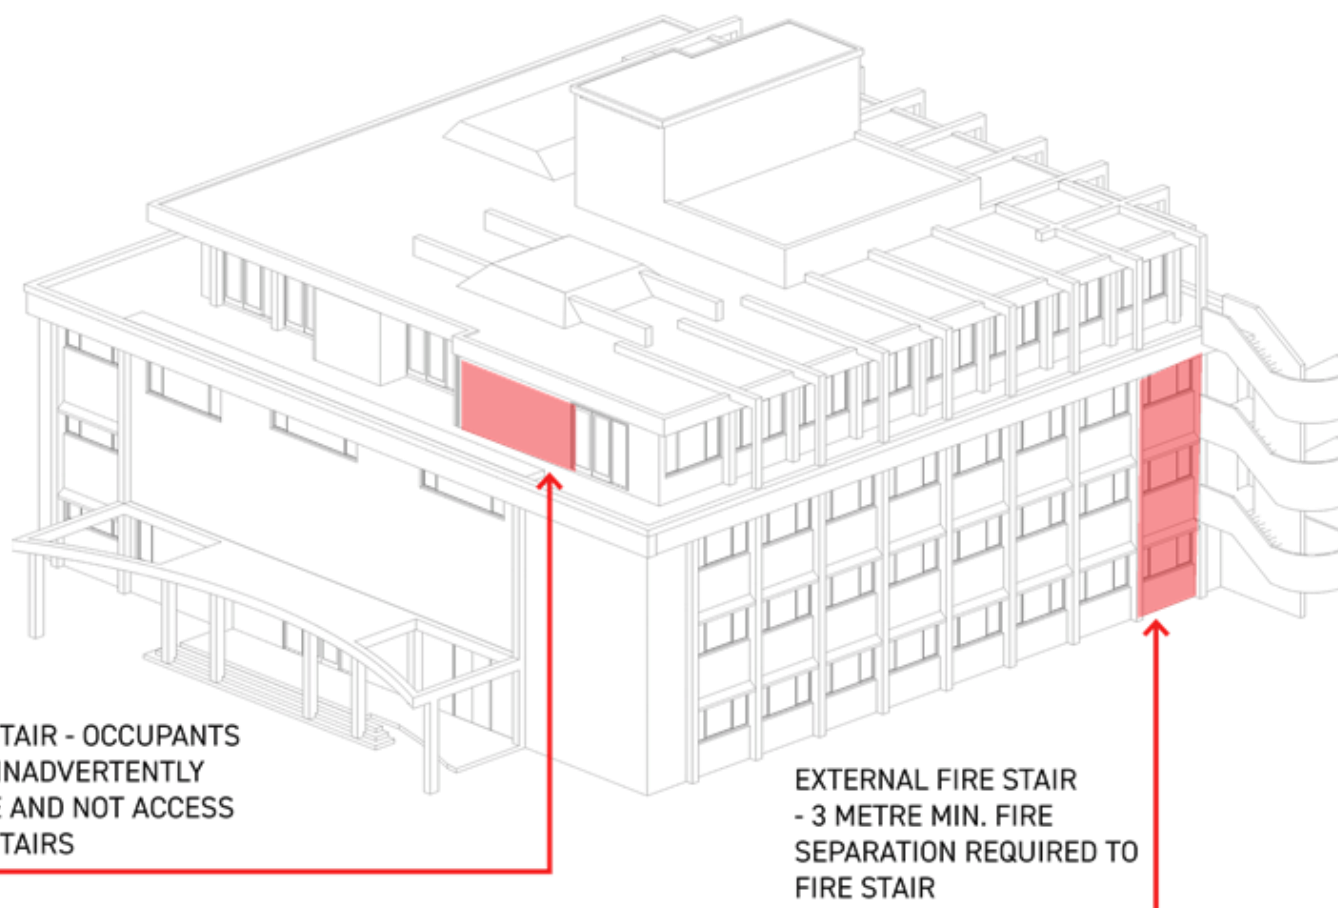 TAIR - OCCUPANTS
INADVERTENTLY
E AND NOT ACCESS
TAIRS
EXTERNAL FIRE STAIR
- 3 METRE MIN. FIRE
SEPARATION REQUIRED TO
FIRE STAIR